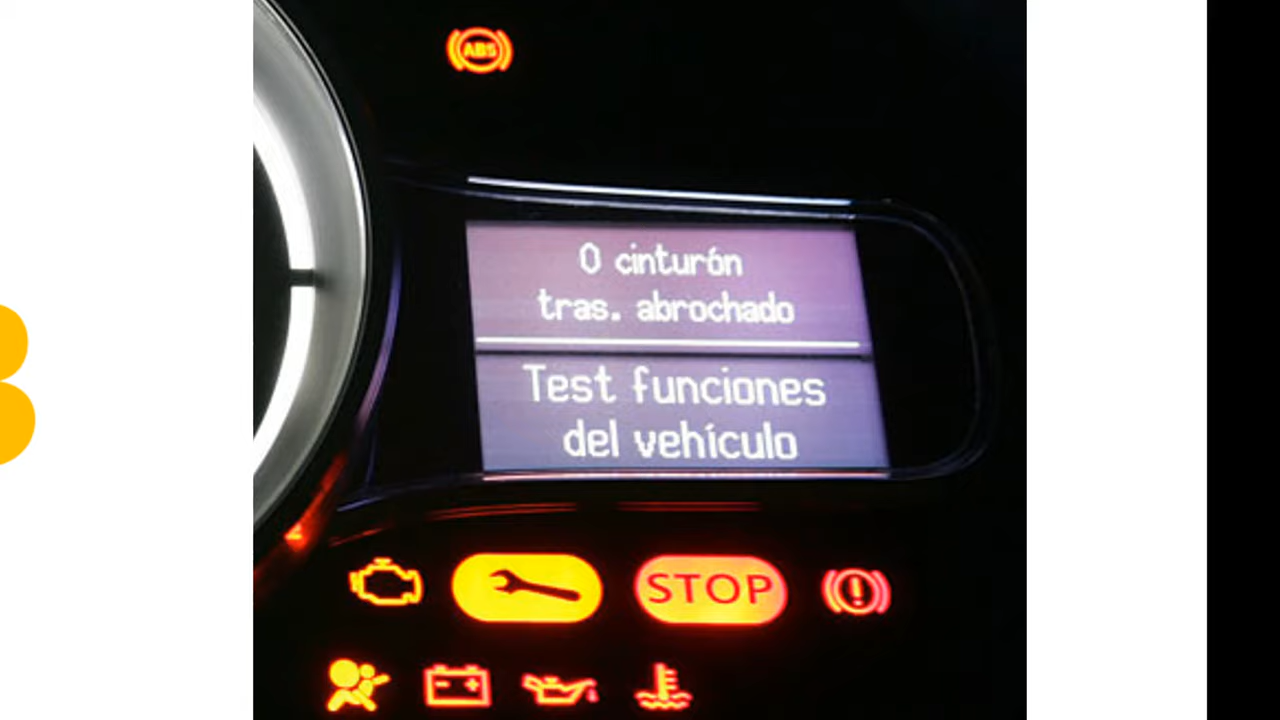 ABS
0 cinturón
tras. abrochado
Test funciones
del vehículo
STOP